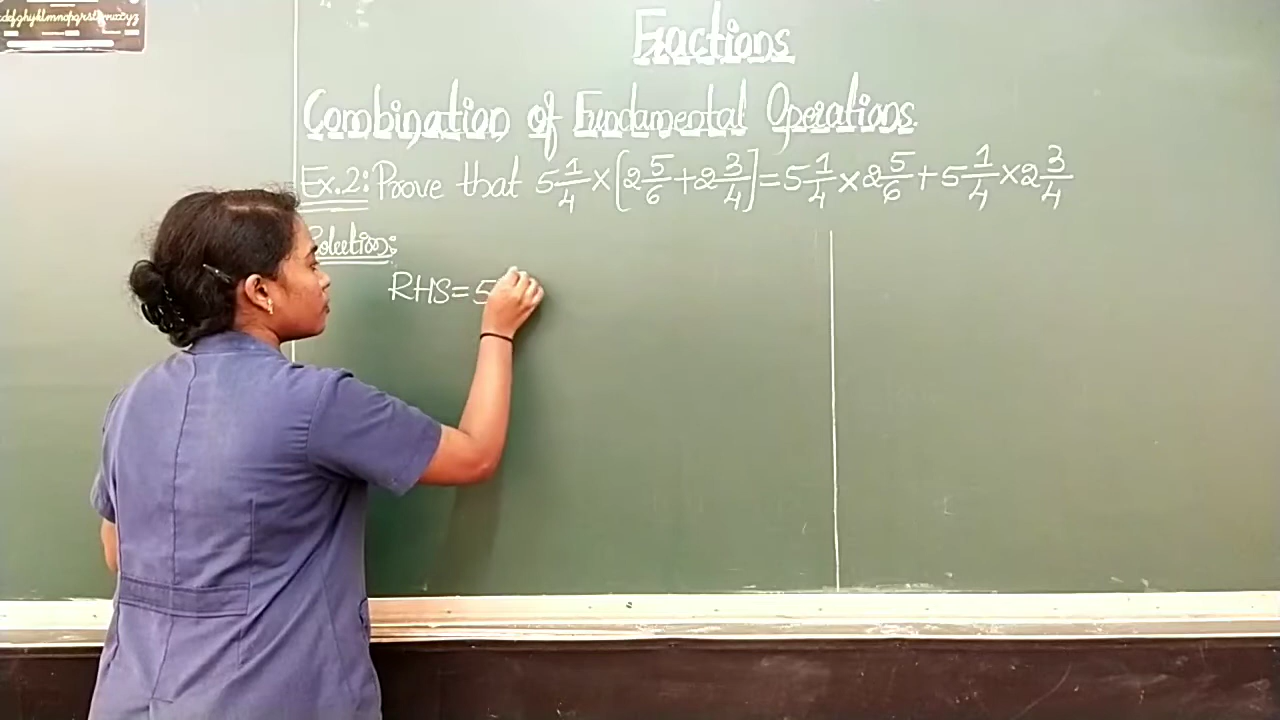 Fractions
Combination of Fundamental Operations.
Ex.2: Prove that 5 1/4 × [2 5/6 + 2 3/4] = 5 1/4 × 2 5/6 + 5 1/4 × 2 3/4
Solution:
RHS = 5